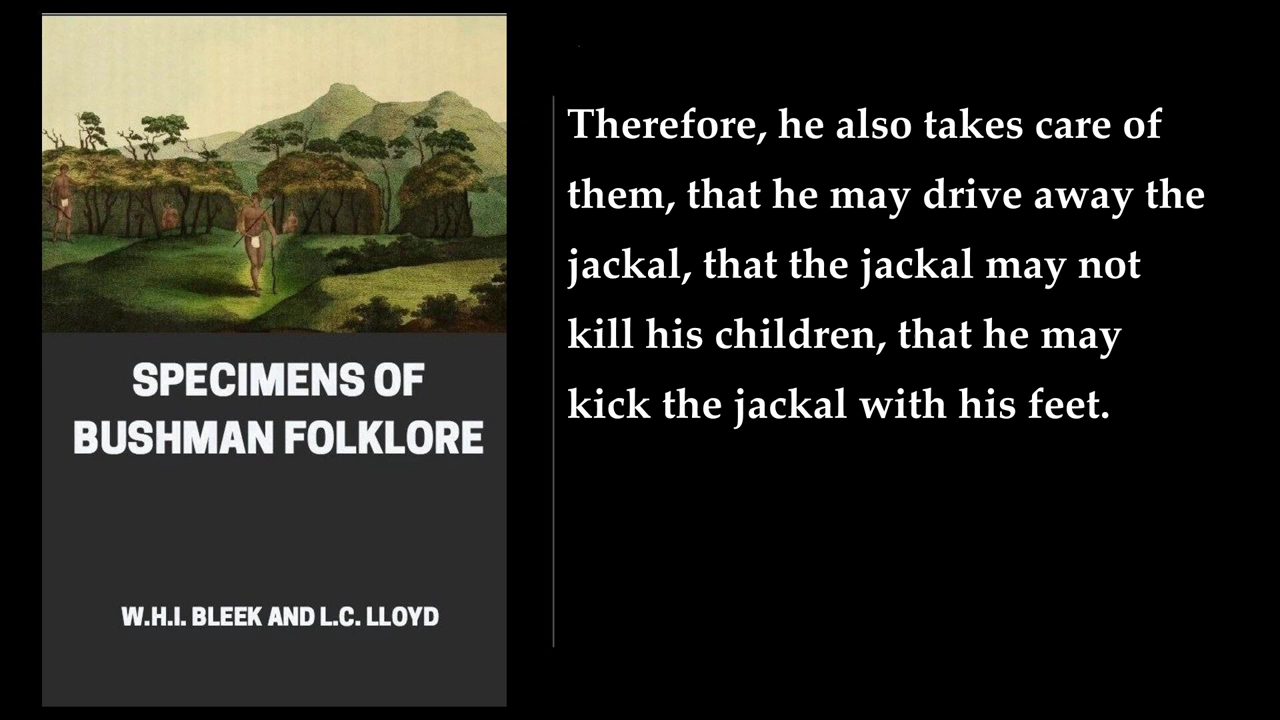 SPECIMENS OF
BUSHMAN FOLKLORE
W.H.I. BLEEK AND L.C. LLOYD
Therefore, he also takes care of
them, that he may drive away the
jackal, that the jackal may not
kill his children, that he may
kick the jackal with his feet.